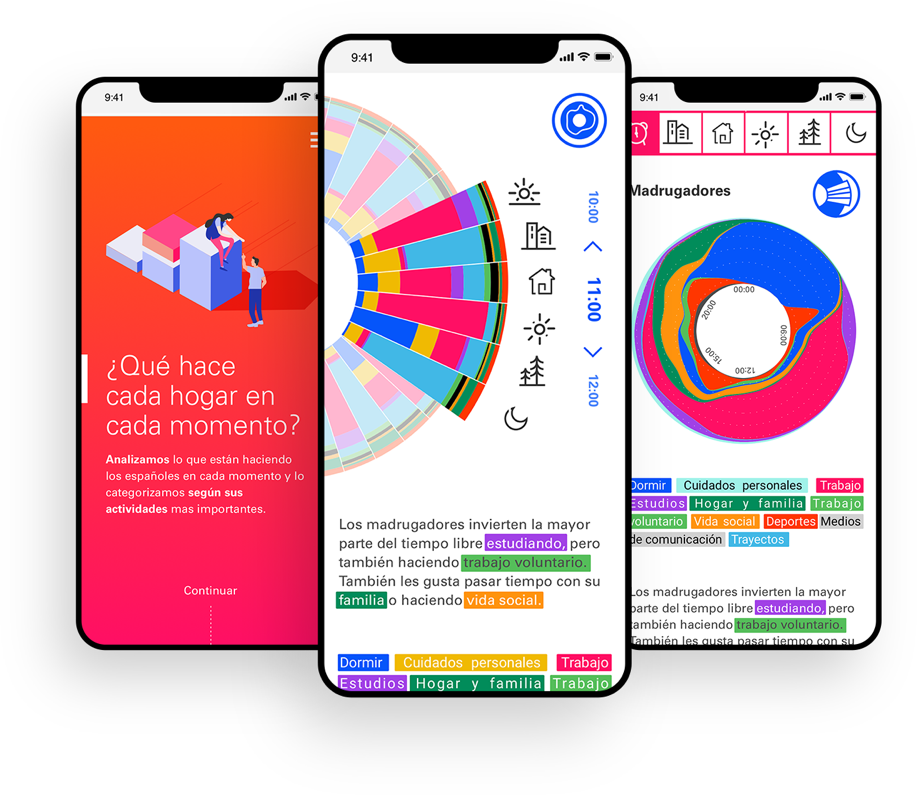 9:41
¿Qué hace
cada hogar en
cada momento?
Analizamos lo que están haciendo
los españoles en cada momento y lo
categorizamos según sus
actividades mas importantes.
Continuar
9:41
10:00
11:00
12:00
Los madrugadores invierten la mayor
parte del tiempo libre estudiando, pero
también haciendo trabajo voluntario.
También les gusta pasar tiempo con su
familia o haciendo vida social.
Dormir Cuidados personales Trabajo
Estudios Hogar y familia Trabajo
9:41
Madrugadores
00:00
20:00
06:00
15:00
12:00
Dormir Cuidados personales Trabajo
Estudios Hogar y familia Trabajo
voluntario Vida social Deportes Medios
de comunicación Trayectos
Los madrugadores invierten la mayor
parte del tiempo libre estudiando, pero
también haciendo trabajo voluntario.
También les gusta pasar tiempo con su